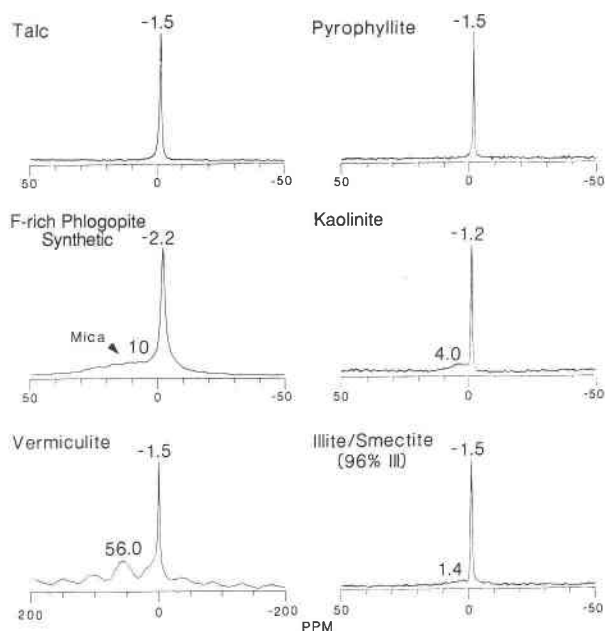 Talc
-1.5
50
0
-50
Pyrophyllite
-1.5
50
0
-50
F-rich Phlogopite
Synthetic
-2.2
Mica
10
50
0
-50
Kaolinite
-1.2
4.0
50
0
-50
Vermiculite
-1.5
56.0
200
0
-200
Illite/Smectite
(96% Ill)
-1.5
1.4
50
0
-50
PPM